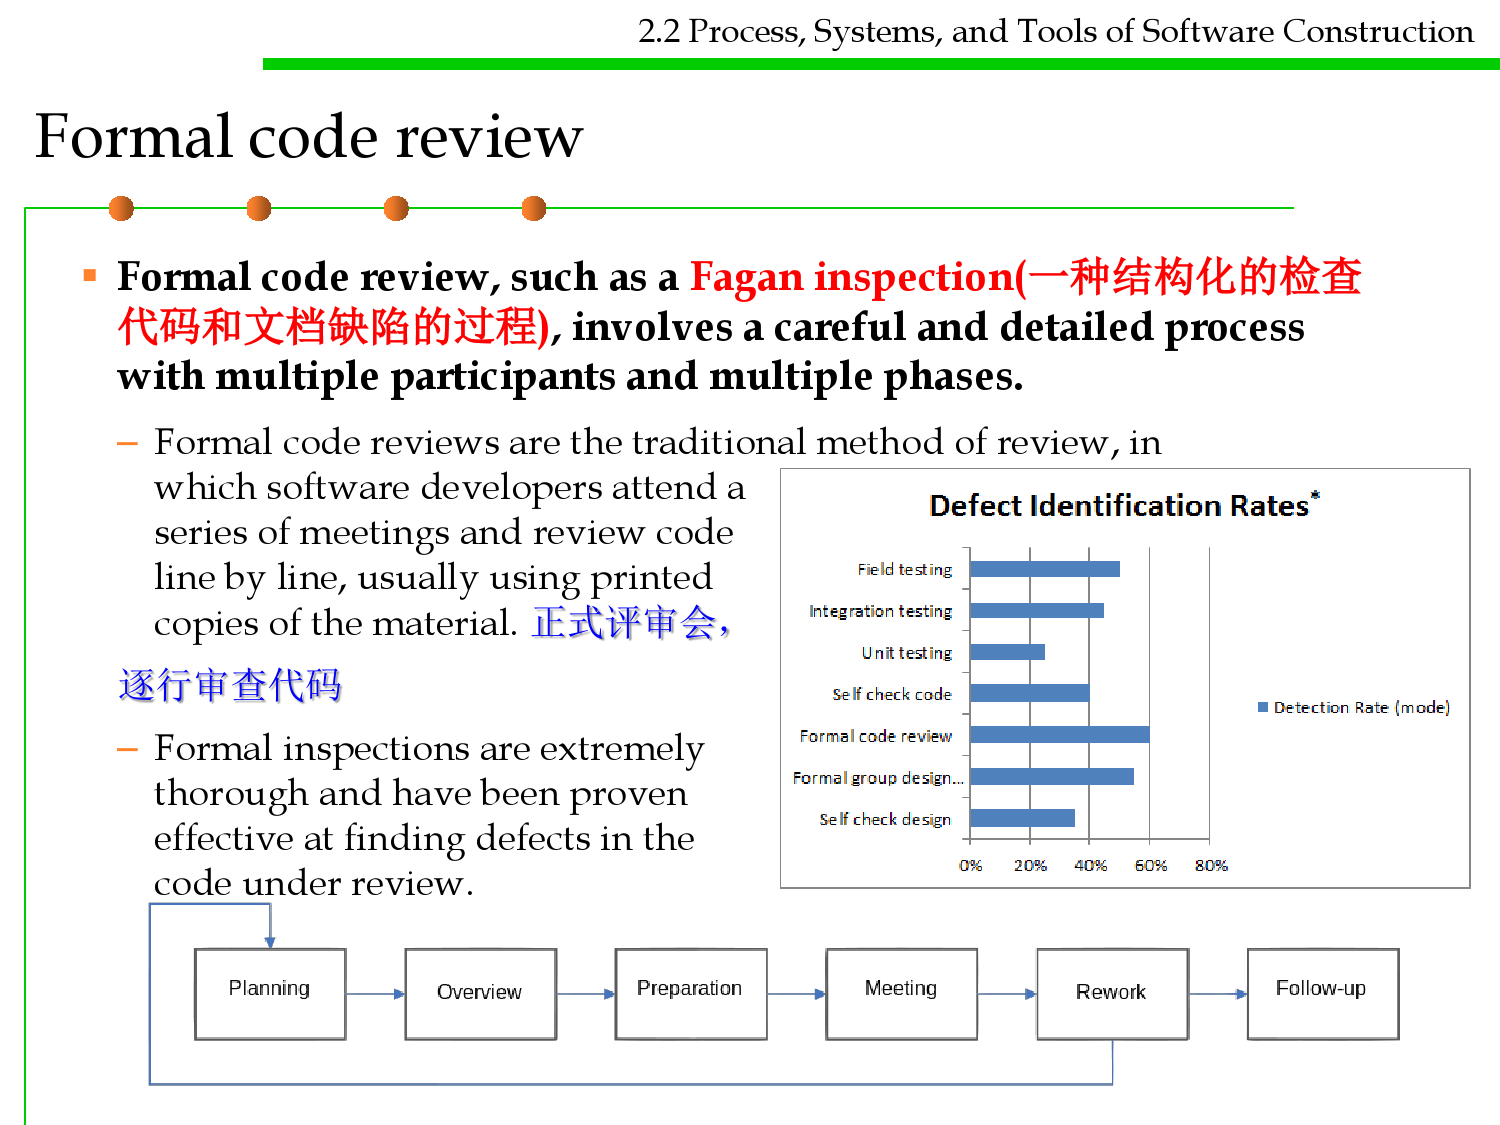 2.2 Process, Systems, and Tools of Software Construction
Formal code review
▪ Formal code review, such as a Fagan inspection(一种结构化的检查
代码和文档缺陷的过程), involves a careful and detailed process
with multiple participants and multiple phases.
– Formal code reviews are the traditional method of review, in
which software developers attend a
series of meetings and review code
line by line, usually using printed
copies of the material. 正式评审会，
逐行审查代码
– Formal inspections are extremely
thorough and have been proven
effective at finding defects in the
code under review.
Defect Identification Rates*
Field testing
Integration testing
Unit testing
Self check code
Formal code review
Formal group design...
Self check design
0% 20% 40% 60% 80%
Detection Rate (mode)
Planning
Overview
Preparation
Meeting
Rework
Follow-up